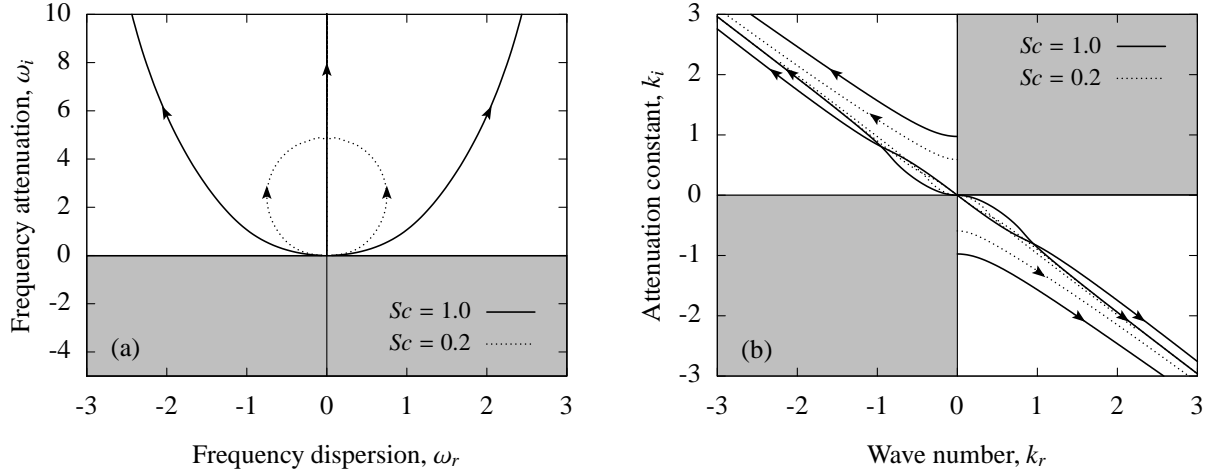 10
8
6
4
2
0
-2
-4
-3 -2 -1 0 1 2 3
Frequency attenuation, ωi
Frequency dispersion, ωr
Sc = 1.0
Sc = 0.2
(a)
3
2
1
0
-1
-2
-3
-3 -2 -1 0 1 2 3
Attenuation constant, ki
Wave number, kr
Sc = 1.0
Sc = 0.2
(b)